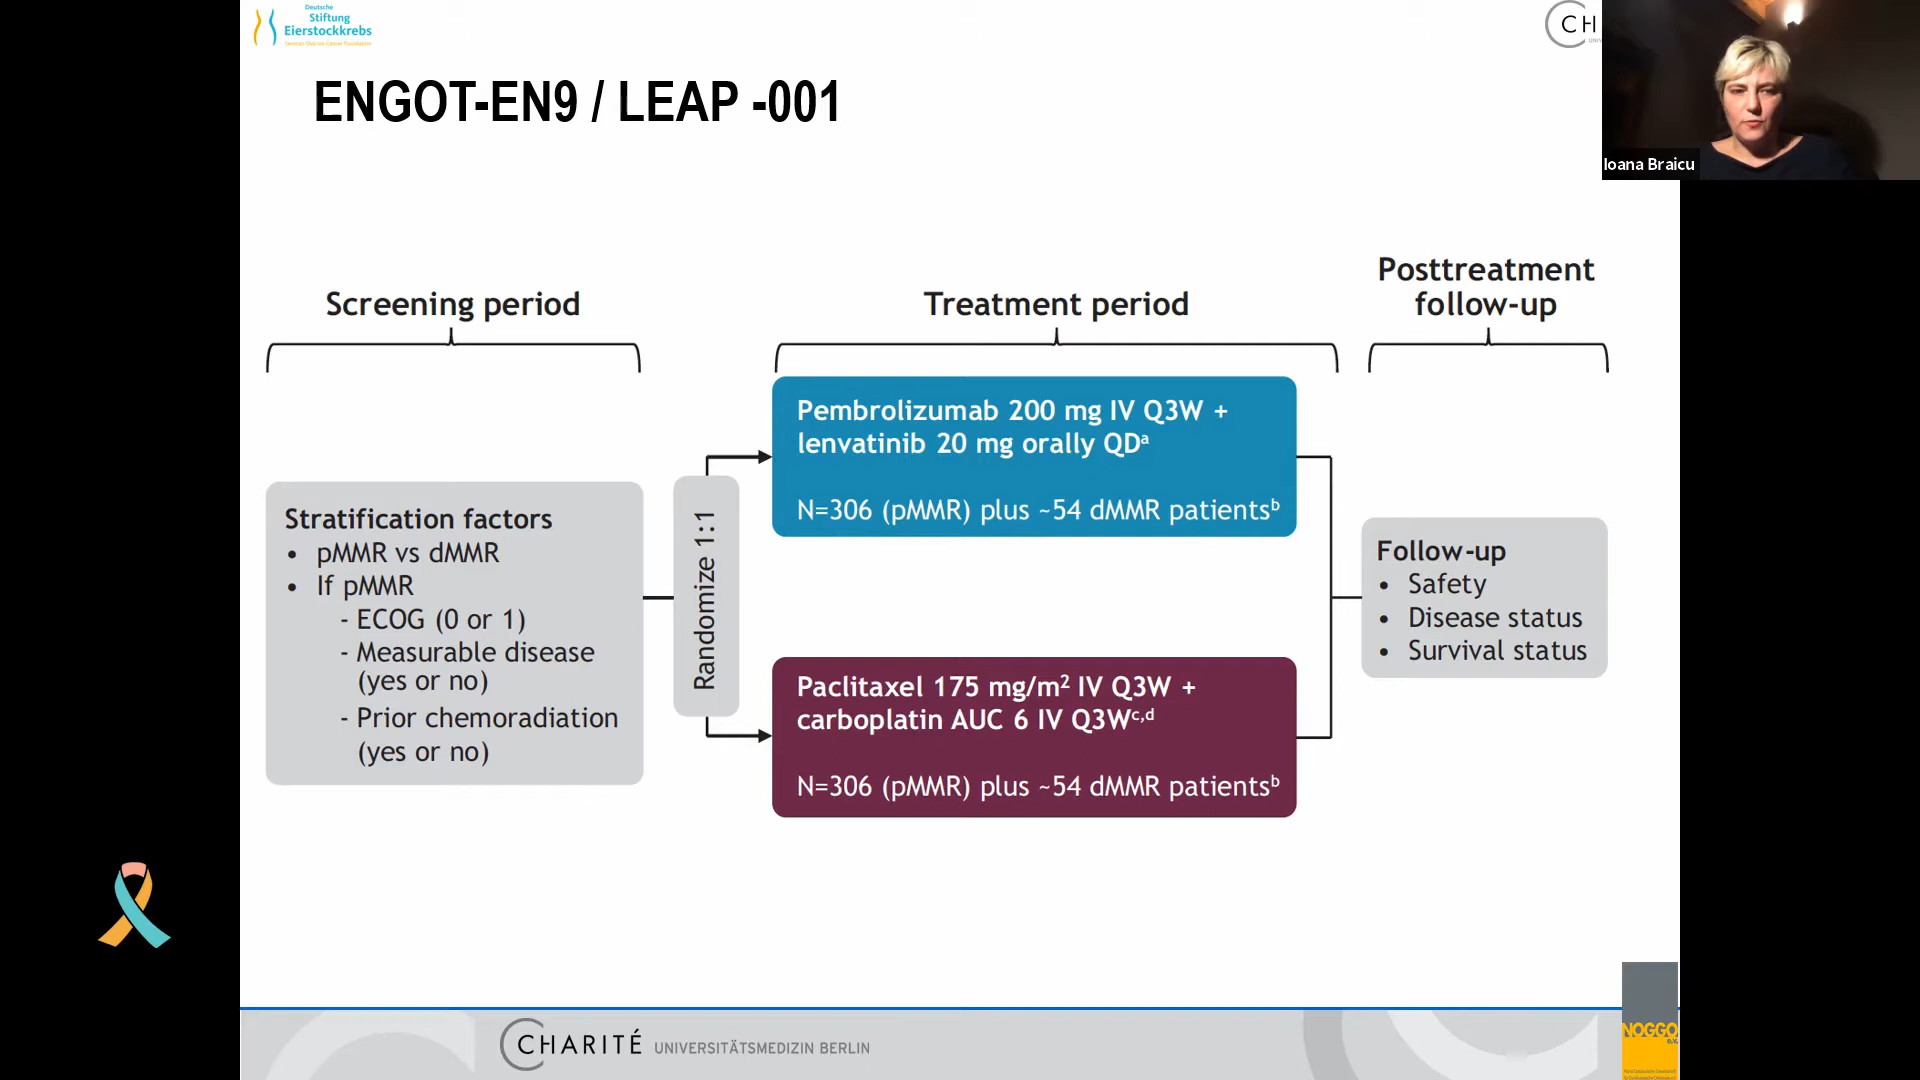 Deutsche
Stiftung
Eierstockkrebs
German Ovarian Cancer Foundation
CH
ENGOT-EN9 / LEAP -001
Ioana Braicu
Screening period
Treatment period
Posttreatment
follow-up
Stratification factors
• pMMR vs dMMR
• If pMMR
- ECOG (0 or 1)
- Measurable disease
(yes or no)
- Prior chemoradiation
(yes or no)
Randomize 1:1
Pembrolizumab 200 mg IV Q3W +
lenvatinib 20 mg orally QDᵃ
N=306 (pMMR) plus ~54 dMMR patientsᵇ
Paclitaxel 175 mg/m² IV Q3W +
carboplatin AUC 6 IV Q3Wᶜ,ᵈ
N=306 (pMMR) plus ~54 dMMR patientsᵇ
Follow-up
• Safety
• Disease status
• Survival status
CHARITÉ UNIVERSITÄTSMEDIZIN BERLIN
NOGGO
e.V.